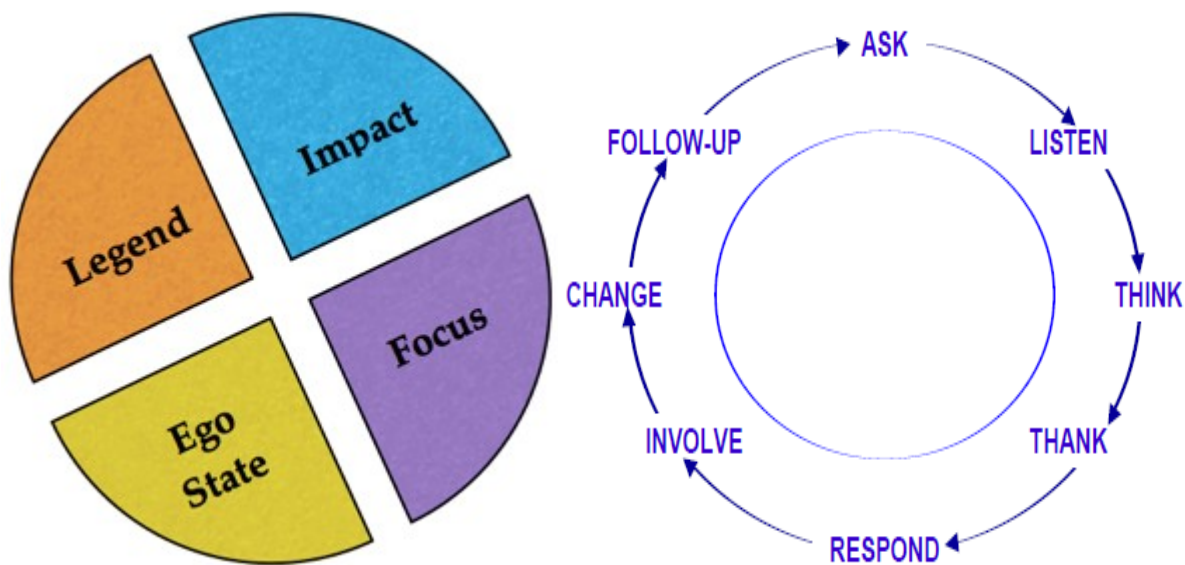 Impact
Legend
Focus
Ego
State
ASK
LISTEN
THINK
THANK
RESPOND
INVOLVE
CHANGE
FOLLOW-UP